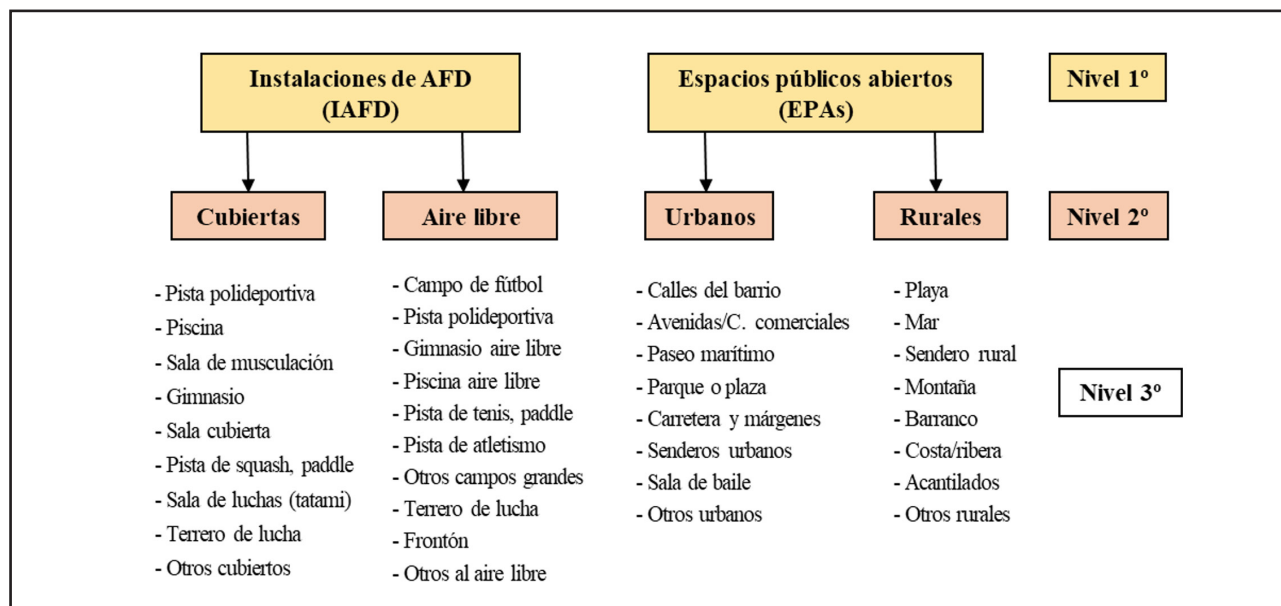 Instalaciones de AFD
(IAFD)
Espacios públicos abiertos
(EPAs)
Nivel 1º
Cubiertas
Aire libre
Urbanos
Rurales
Nivel 2º
- Pista polideportiva
- Piscina
- Sala de musculación
- Gimnasio
- Sala cubierta
- Pista de squash, paddle
- Sala de luchas (tatami)
- Terrero de lucha
- Otros cubiertos
- Campo de fútbol
- Pista polideportiva
- Gimnasio aire libre
- Piscina aire libre
- Pista de tenis, paddle
- Pista de atletismo
- Otros campos grandes
- Terrero de lucha
- Frontón
- Otros al aire libre
- Calles del barrio
- Avenidas/C. comerciales
- Paseo marítimo
- Parque o plaza
- Carretera y márgenes
- Senderos urbanos
- Sala de baile
- Otros urbanos
- Playa
- Mar
- Sendero rural
- Montaña
- Barranco
- Costa/ribera
- Acantilados
- Otros rurales
Nivel 3º